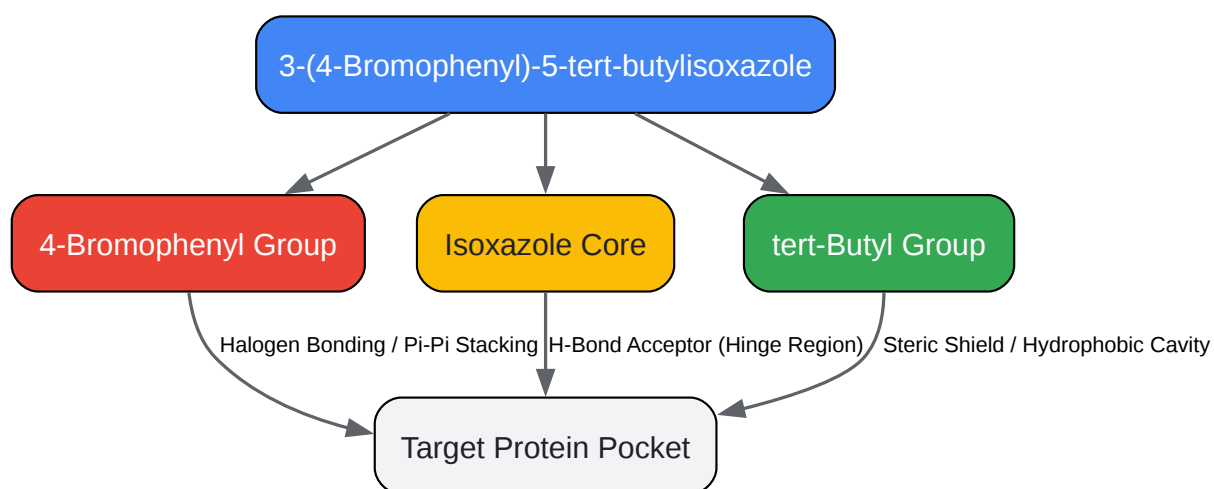 3-(4-Bromophenyl)-5-tert-butylisoxazole
4-Bromophenyl Group
Isoxazole Core
tert-Butyl Group
Halogen Bonding / Pi-Pi Stacking
H-Bond Acceptor (Hinge Region)
Steric Shield / Hydrophobic Cavity
Target Protein Pocket